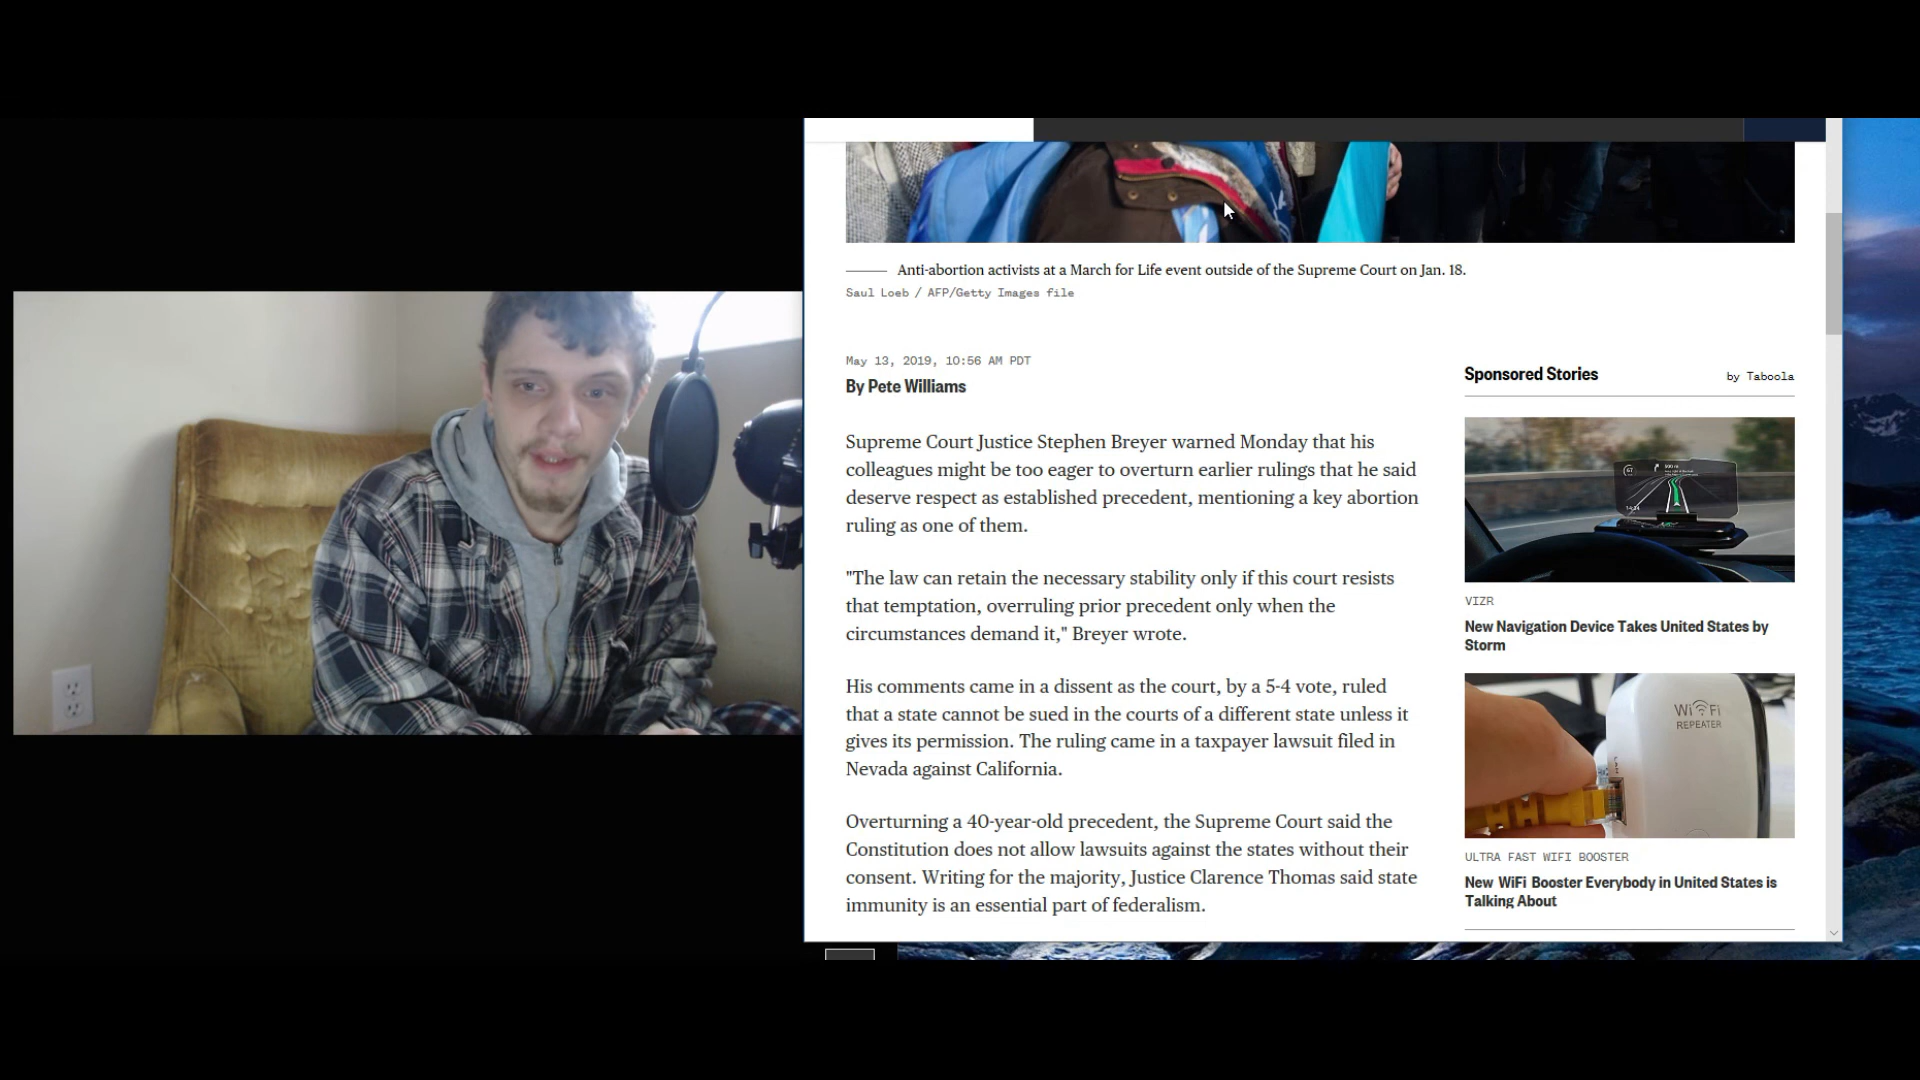 Anti-abortion activists at a March for Life event outside of the Supreme Court on Jan. 18.
Saul Loeb / AFP/Getty Images file
May 13, 2019, 10:56 AM PDT
By Pete Williams
Supreme Court Justice Stephen Breyer warned Monday that his
colleagues might be too eager to overturn earlier rulings that he said
deserve respect as established precedent, mentioning a key abortion
ruling as one of them.
"The law can retain the necessary stability only if this court resists
that temptation, overruling prior precedent only when the
circumstances demand it," Breyer wrote.
His comments came in a dissent as the court, by a 5-4 vote, ruled
that a state cannot be sued in the courts of a different state unless it
gives its permission. The ruling came in a taxpayer lawsuit filed in
Nevada against California.
Overturning a 40-year-old precedent, the Supreme Court said the
Constitution does not allow lawsuits against the states without their
consent. Writing for the majority, Justice Clarence Thomas said state
immunity is an essential part of federalism.
Sponsored Stories
by Taboola
VIZR
New Navigation Device Takes United States by
Storm
WiFi
REPEATER
ULTRA FAST WIFI BOOSTER
New WiFi Booster Everybody in United States is
Talking About